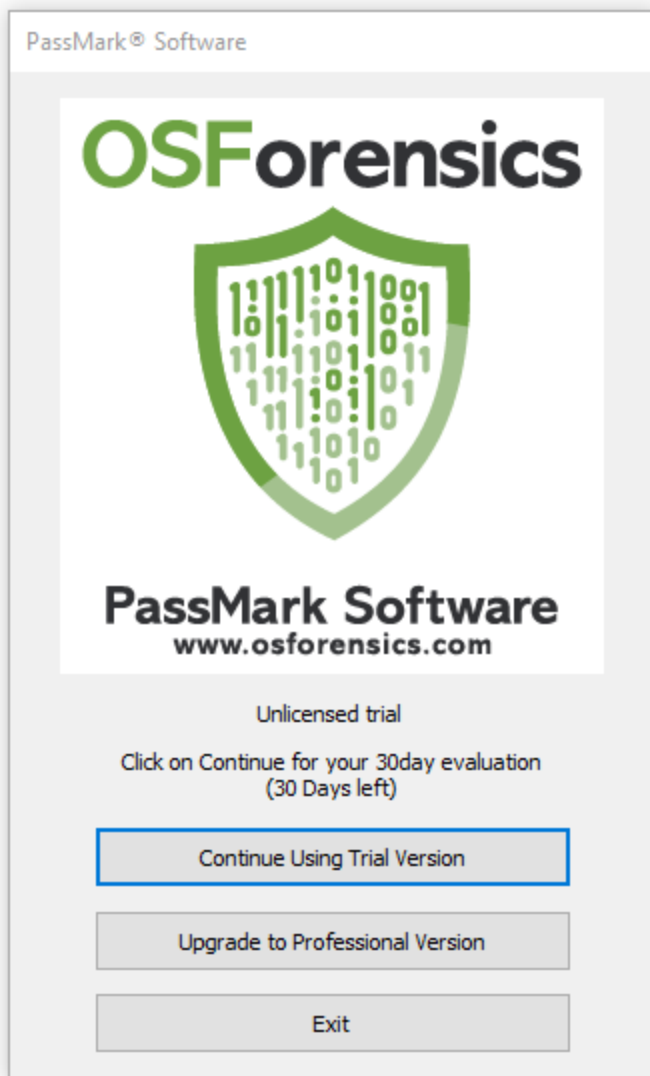 PassMark® Software
OSForensics
PassMark Software
www.osforensics.com
Unlicensed trial
Click on Continue for your 30day evaluation
(30 Days left)
Continue Using Trial Version
Upgrade to Professional Version
Exit